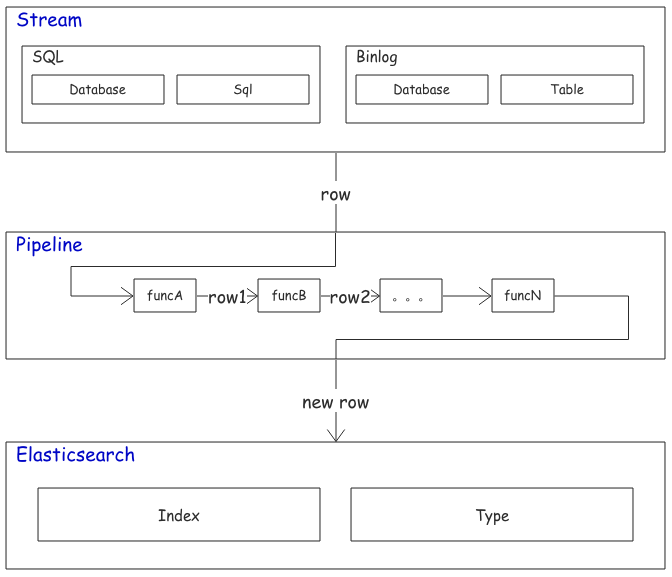 Stream
SQL
Database
Sql
Binlog
Database
Table
row
Pipeline
funcA
row1
funcB
row2
。。。
funcN
new row
Elasticsearch
Index
Type